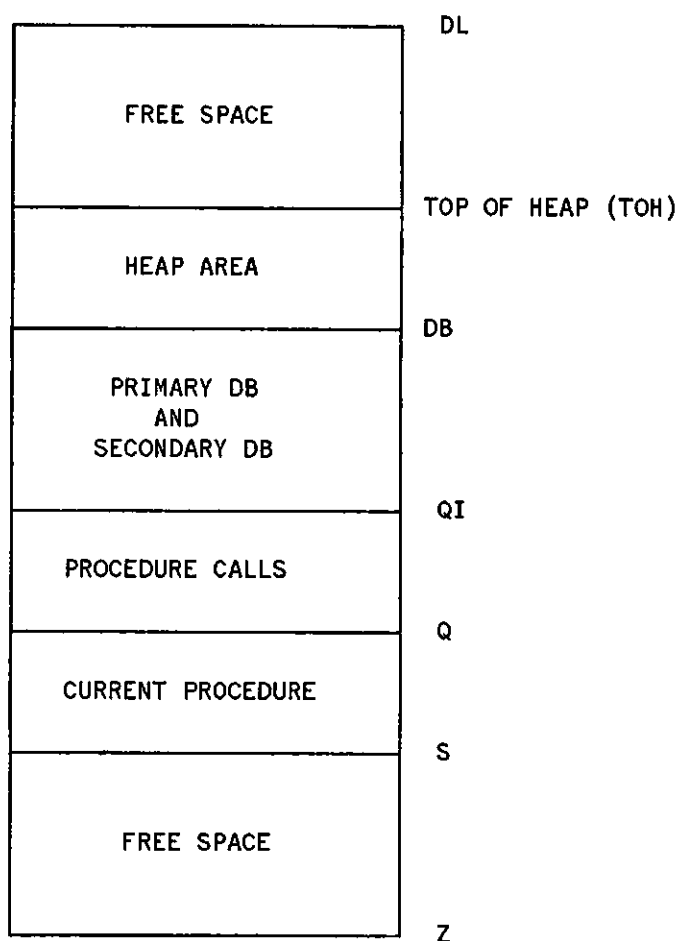 DL
FREE SPACE
TOP OF HEAP (TOH)
HEAP AREA
DB
PRIMARY DB
AND
SECONDARY DB
QI
PROCEDURE CALLS
Q
CURRENT PROCEDURE
S
FREE SPACE
Z